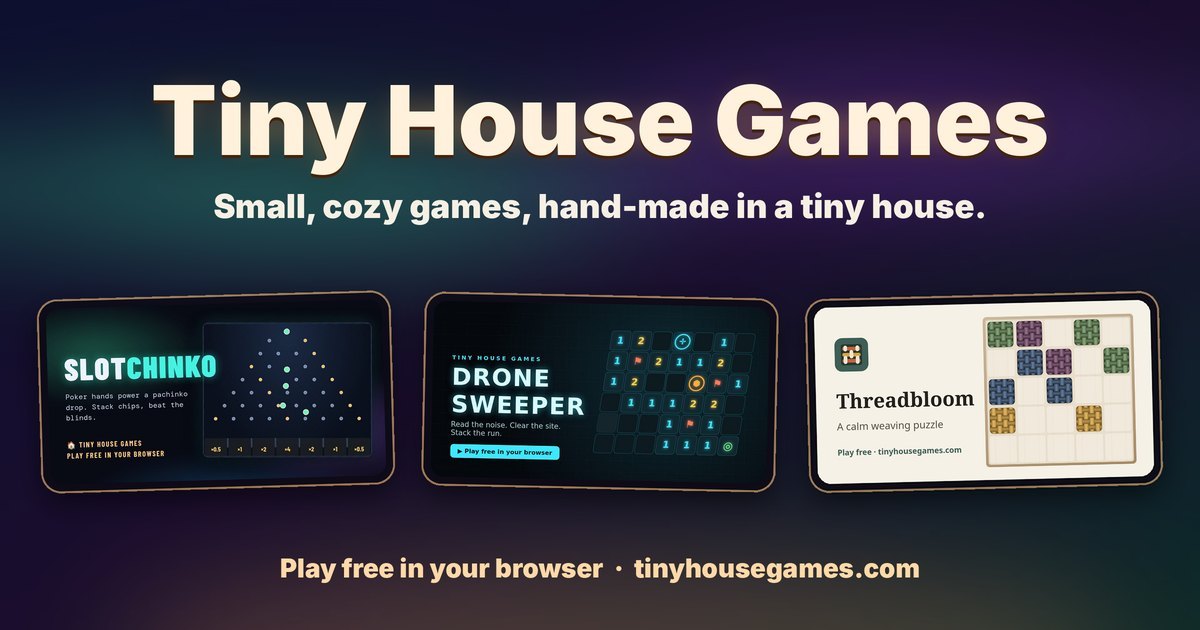 Tiny House Games
Small, cozy games, hand-made in a tiny house.
SLOTCHINKO
Poker hands power a pachinko
drop. Stack chips, beat the
blinds.
TINY HOUSE GAMES
PLAY FREE IN YOUR BROWSER
×0.5 ×1 ×2 ×4 ×2 ×1 ×0.5
TINY HOUSE GAMES
DRONE
SWEEPER
Read the noise. Clear the site.
Stack the run.
▶ Play free in your browser
1 2 1
1 2 1 1 2
1 2 1
1 1 1 2 2
1 1
1 1 1
Threadbloom
A calm weaving puzzle
Play free · tinyhousegames.com
Play free in your browser · tinyhousegames.com